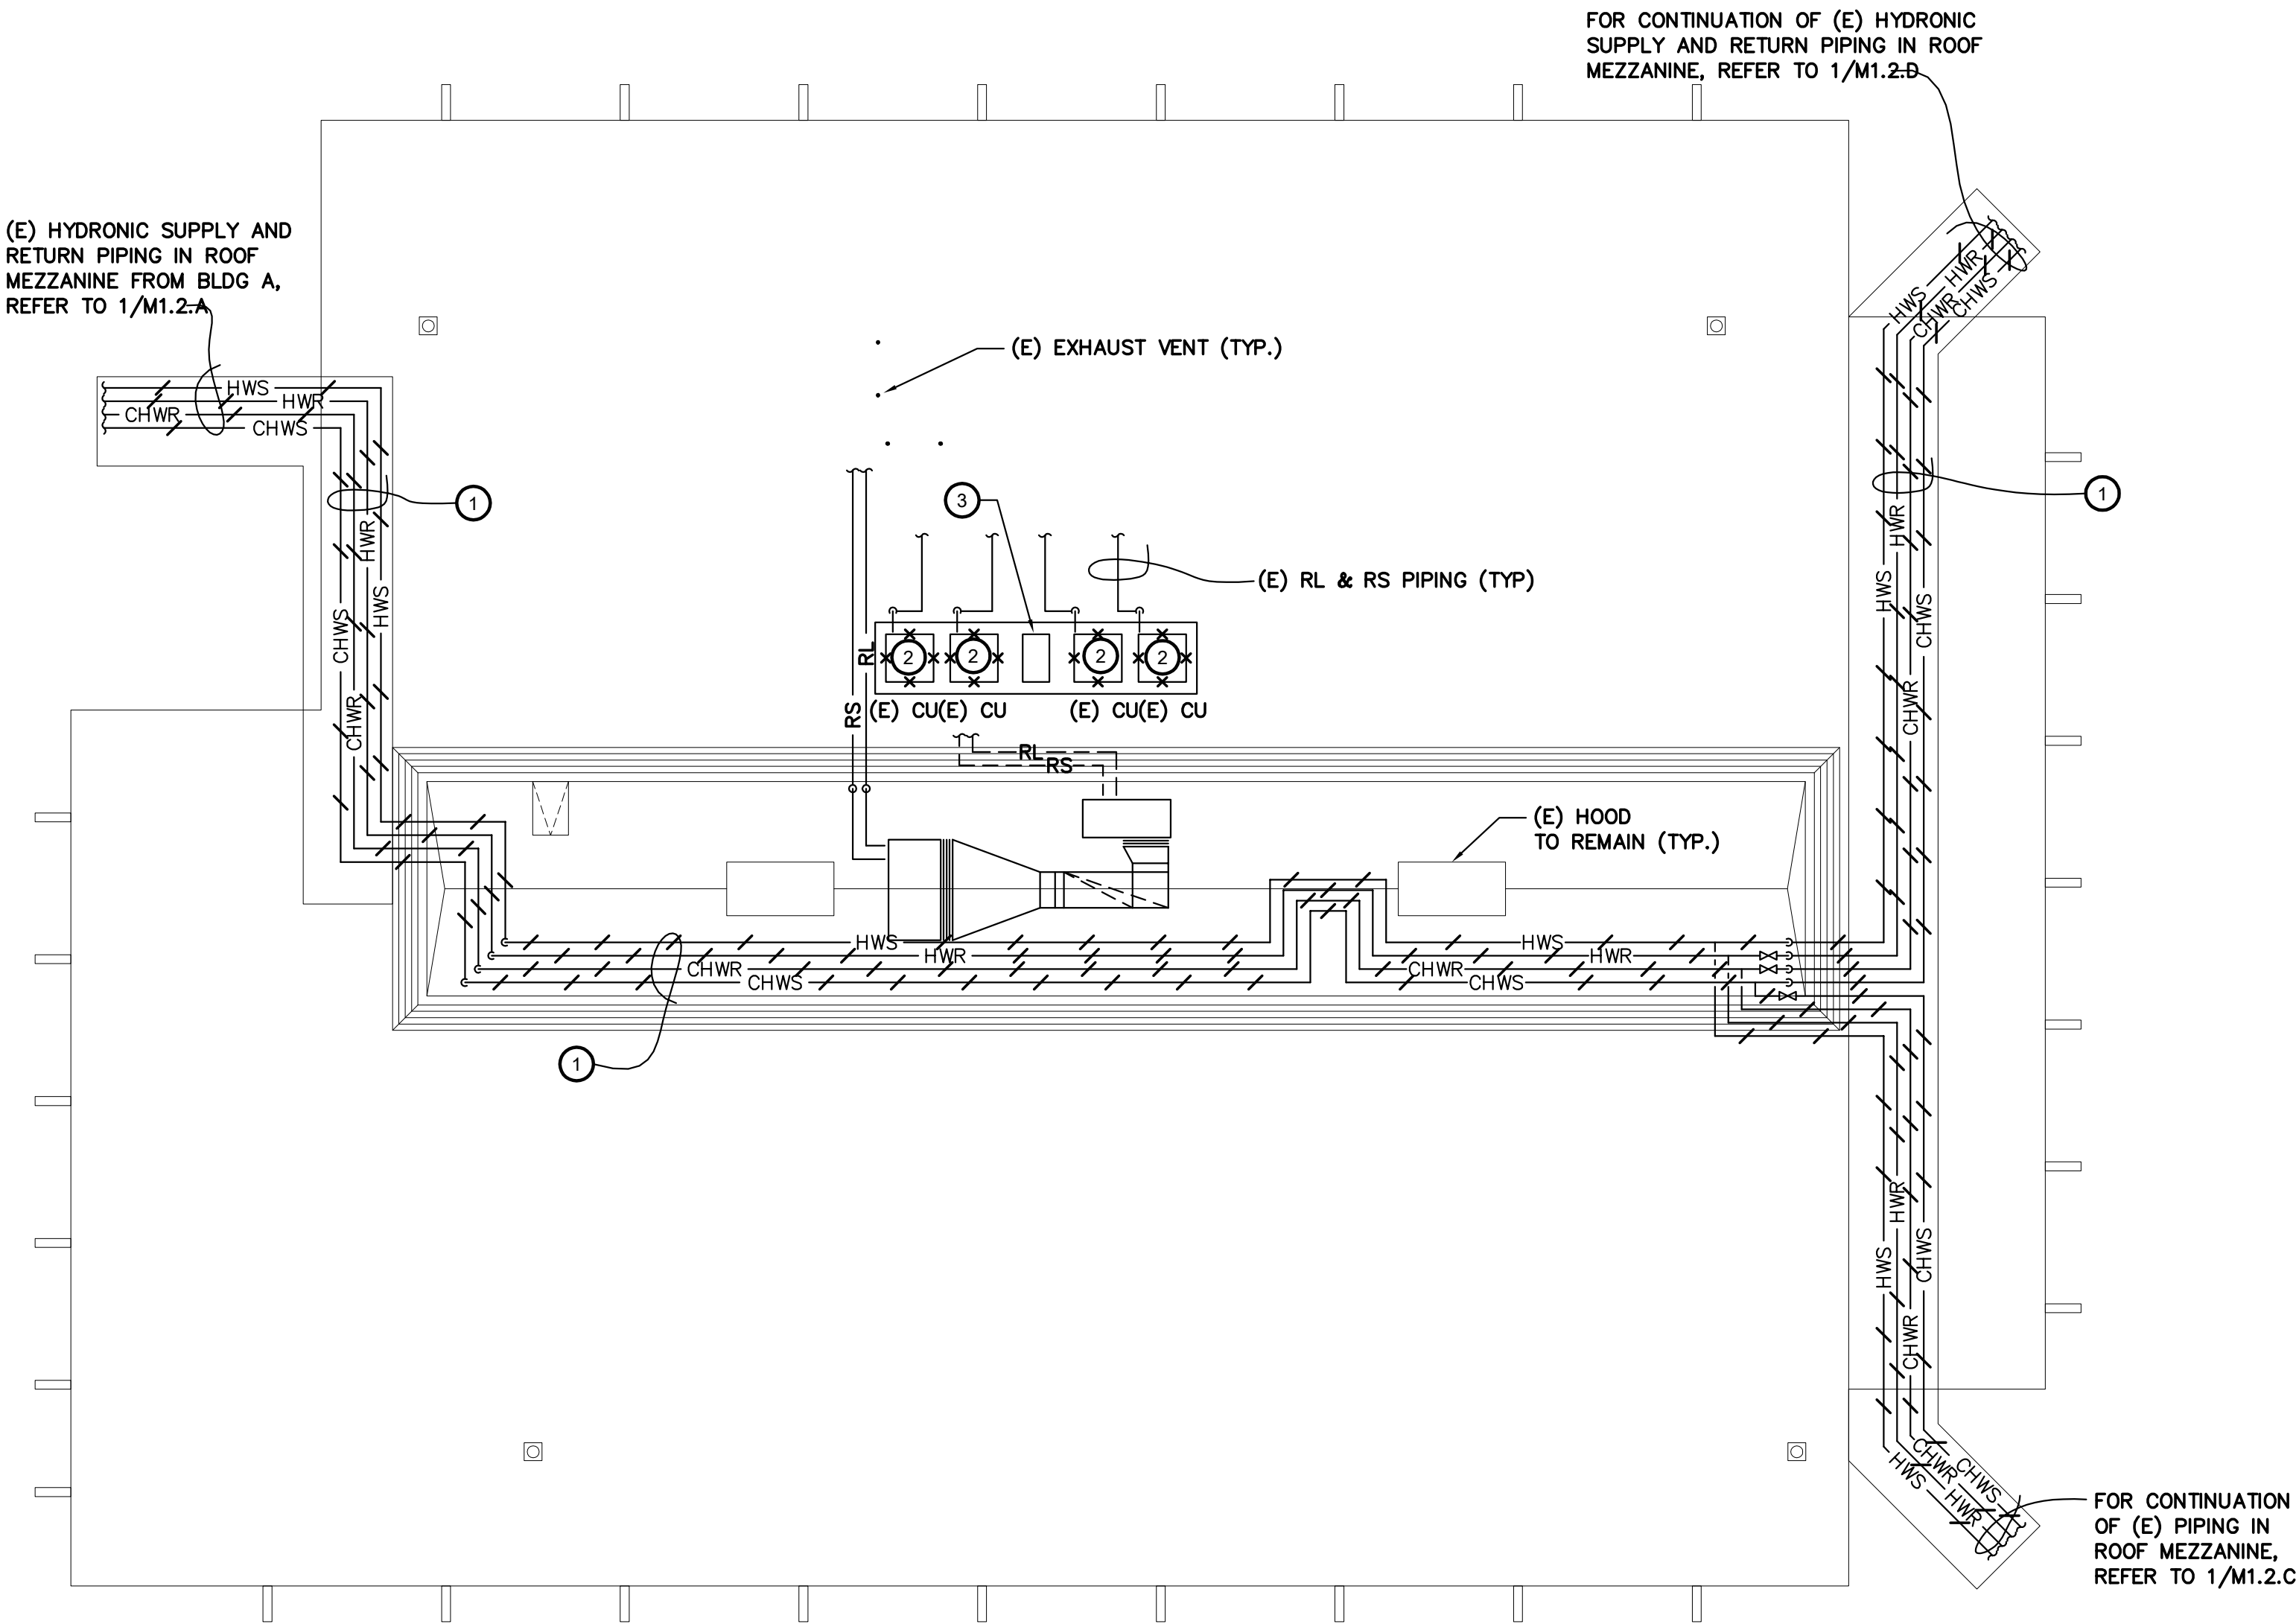 FOR CONTINUATION OF (E) HYDRONIC
SUPPLY AND RETURN PIPING IN ROOF
MEZZANINE, REFER TO 1/M1.2.D
(E) HYDRONIC SUPPLY AND
RETURN PIPING IN ROOF
MEZZANINE FROM BLDG A,
REFER TO 1/M1.2.A
HWS
HWR
CHWR
CHWS
HWS
HWR
CHWR
CHWS
(E) EXHAUST VENT (TYP.)
1
3
1
HWR
HWS
CHWS
CHWR
(E) RL & RS PIPING (TYP)
HWR
HWS
CHWS
CHWR
RL
RS
2
2
2
2
(E) CU
(E) CU
(E) CU
(E) CU
RL
RS
(E) HOOD
TO REMAIN (TYP.)
HWS
HWR
CHWR
CHWS
HWS
HWR
CHWR
CHWS
1
HWR
HWS
CHWS
CHWR
HWS
CHWR
CHWS
HWR
FOR CONTINUATION
OF (E) PIPING IN
ROOF MEZZANINE,
REFER TO 1/M1.2.C